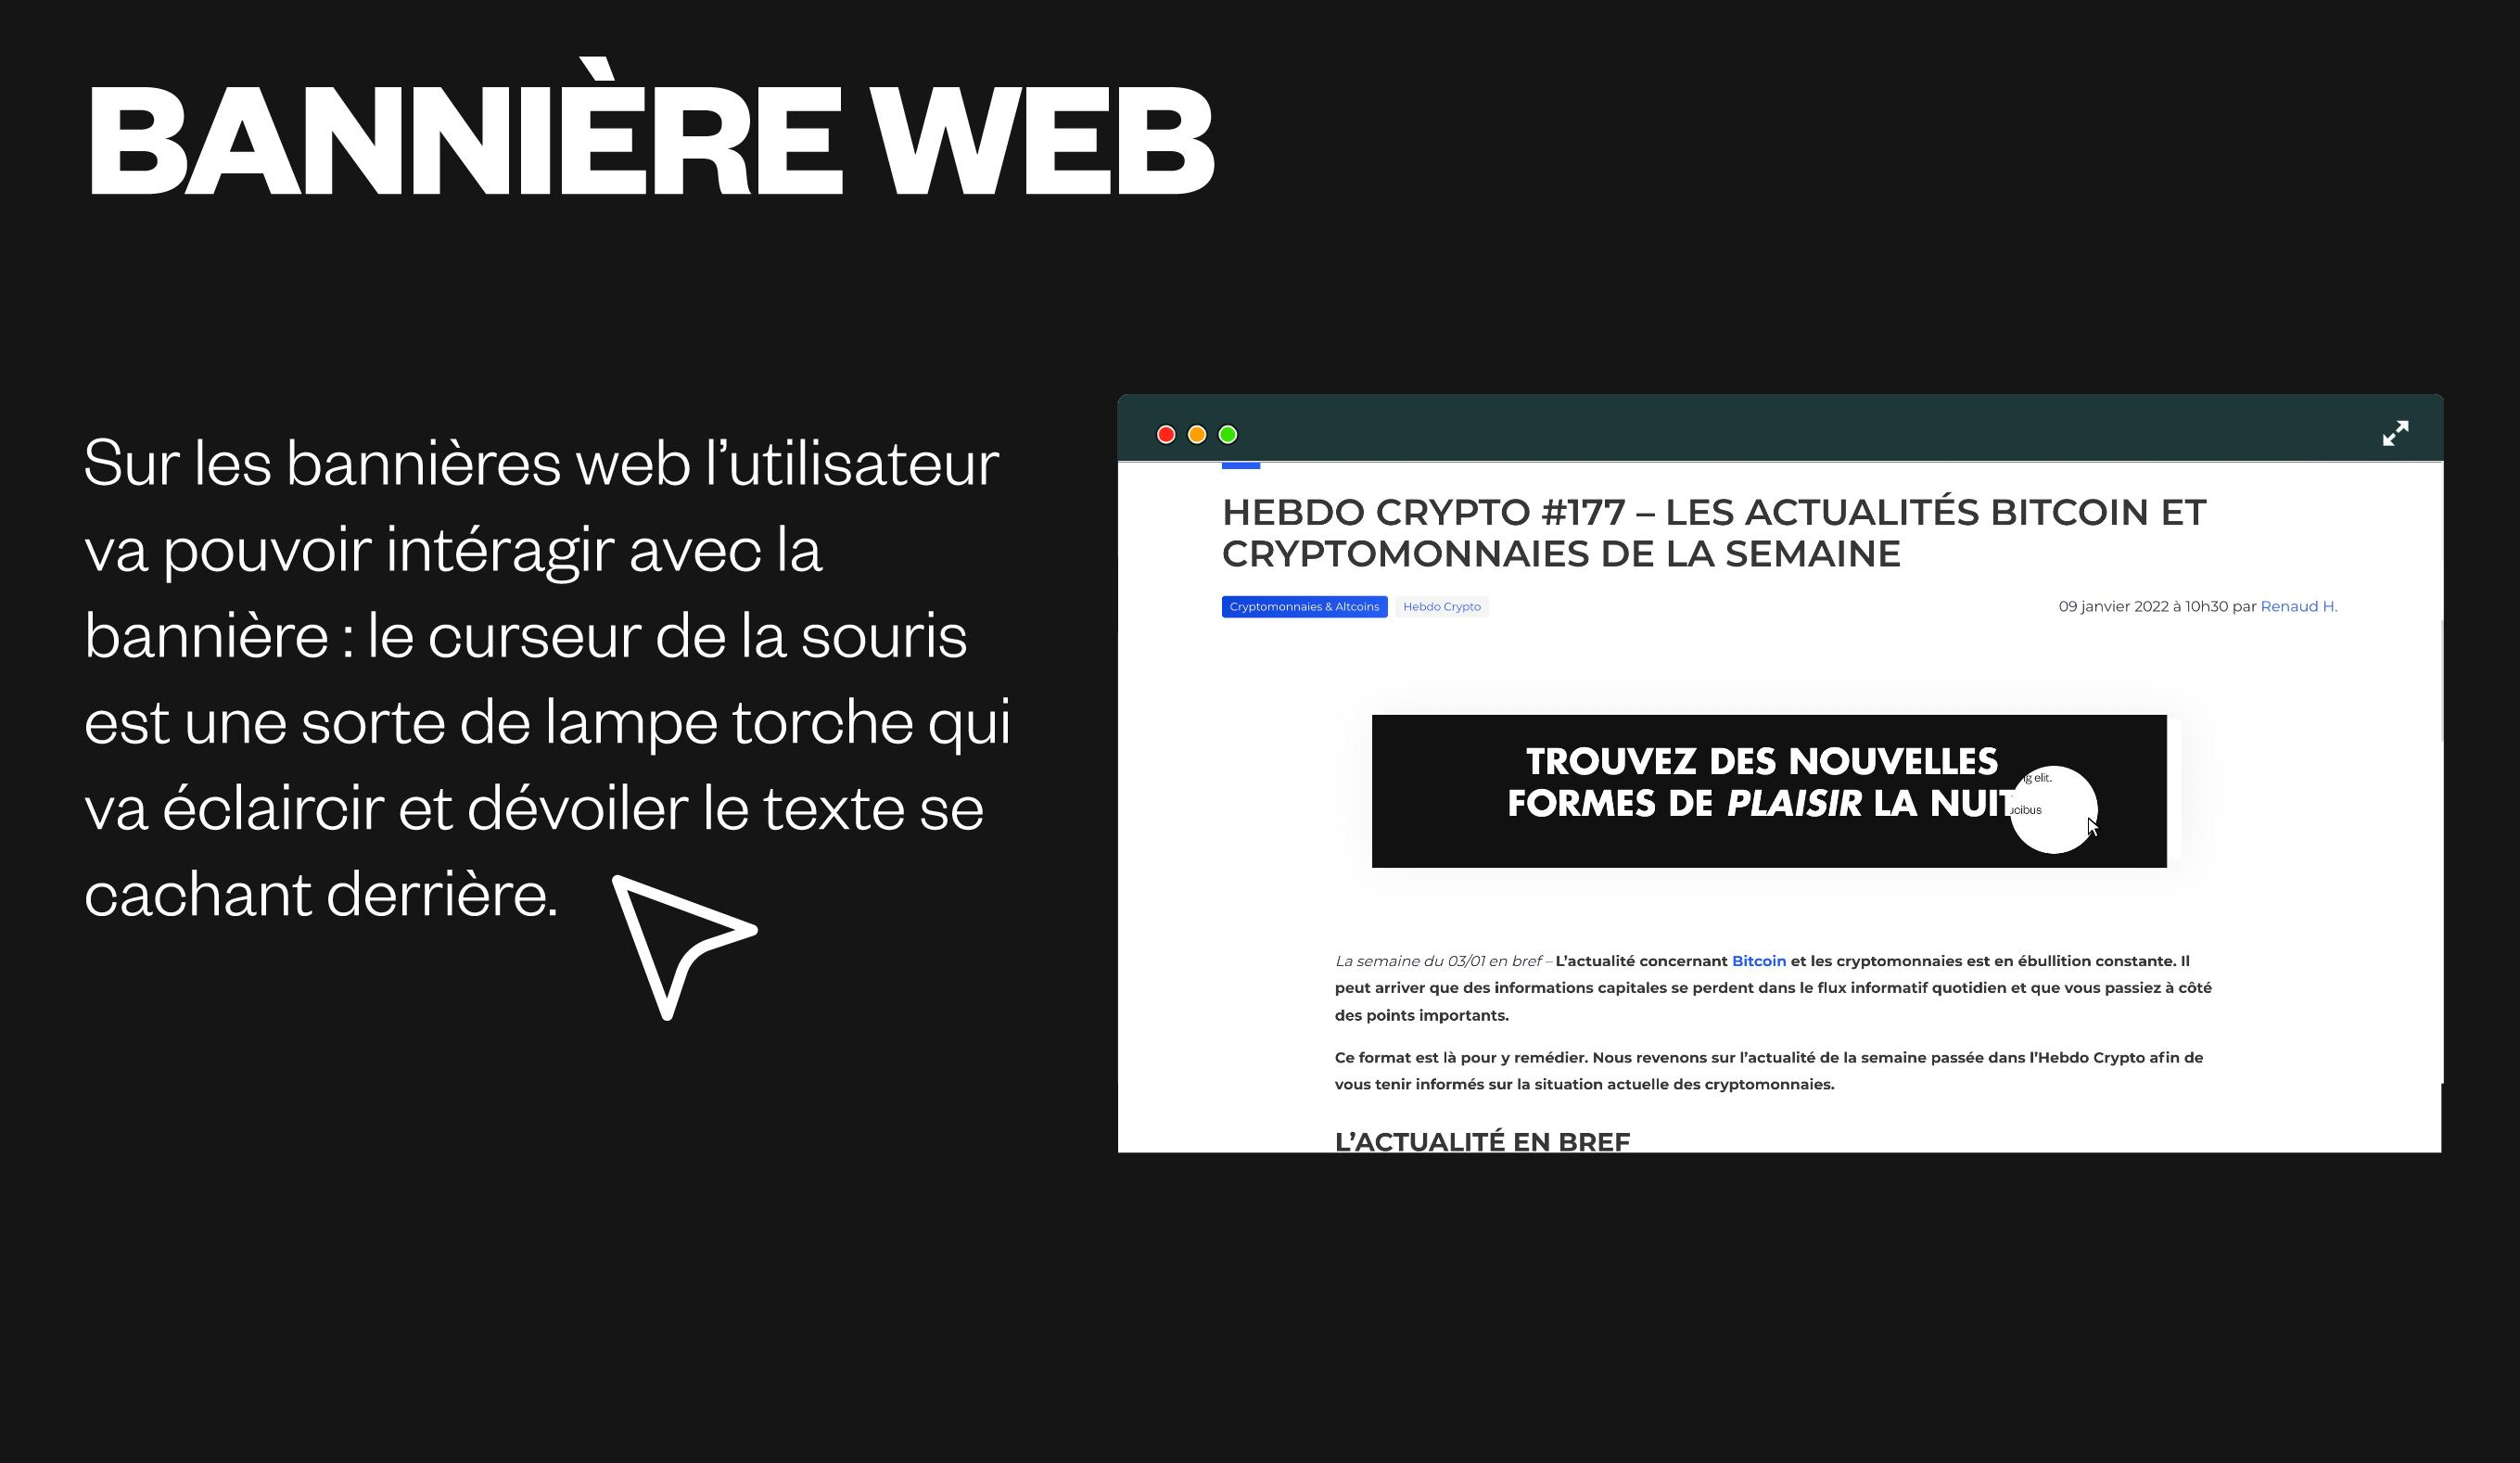 BANNIÈRE WEB
Sur les bannières web l’utilisateur
va pouvoir intéragir avec la
bannière : le curseur de la souris
est une sorte de lampe torche qui
va éclaircir et dévoiler le texte se
cachant derrière.
HEBDO CRYPTO #177 – LES ACTUALITÉS BITCOIN ET
CRYPTOMONNAIES DE LA SEMAINE
Cryptomonnaies & Altcoins Hebdo Crypto 09 janvier 2022 à 10h30 par Renaud H.
TROUVEZ DES NOUVELLES
FORMES DE PLAISIR LA NUIT
elit.
La semaine du 03/01 en bref – L’actualité concernant Bitcoin et les cryptomonnaies est en ébullition constante. Il
peut arriver que des informations capitales se perdent dans le flux informatif quotidien et que vous passiez à côté
des points importants.
Ce format est là pour y remédier. Nous revenons sur l’actualité de la semaine passée dans l’Hebdo Crypto afin de
vous tenir informés sur la situation actuelle des cryptomonnaies.
L’ACTUALITÉ EN BREF